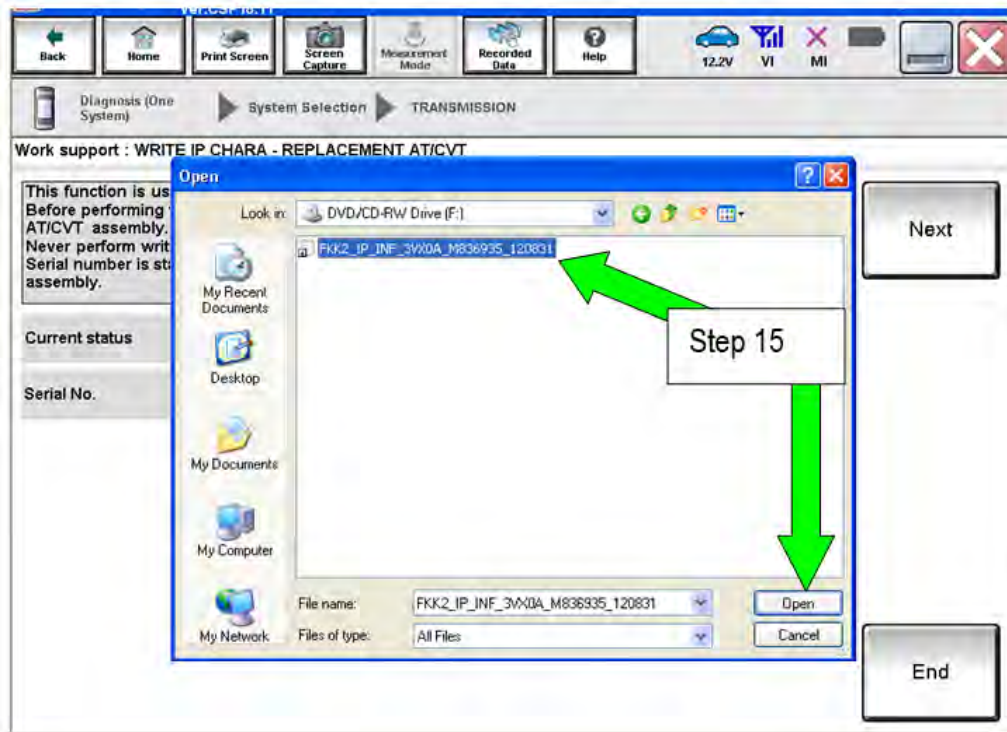 Back
Home
Print Screen
Screen
Capture
Measurement
Mode
Recorded
Data
Help
12.2V
VI
MI
Diagnosis (One
System)
System Selection
TRANSMISSION
Work support : WRITE IP CHARA - REPLACEMENT AT/CVT
This function is us
Before performing
AT/CVT assembly.
Never perform writ
Serial number is sta
assembly.
Current status
Serial No.
Next
End
Open
Look in:
DVD/CD-RW Drive (F:)
FKK2_IP_INF_3VX0A_M836935_120831
Step 15
My Recent
Documents
Desktop
My Documents
My Computer
My Network
File name:
FKK2_IP_INF_3VX0A_M836935_120831
Open
Files of type:
All Files
Cancel